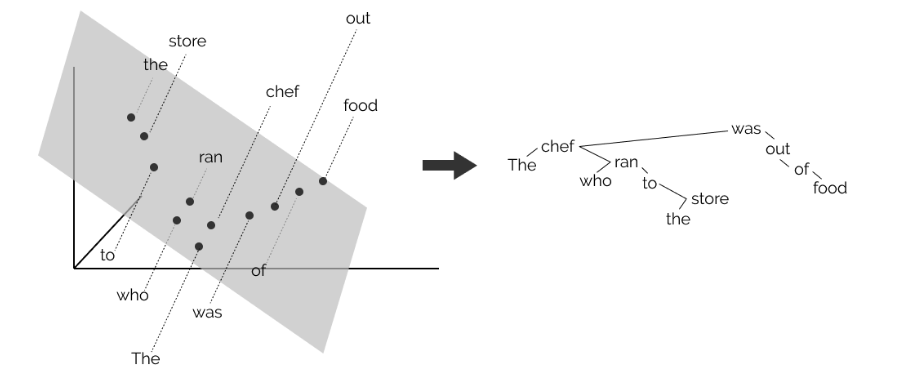 out
store
the
chef
food
ran
to
of
who
was
The
was
chef
out
The
ran
of
who
to
food
store
the